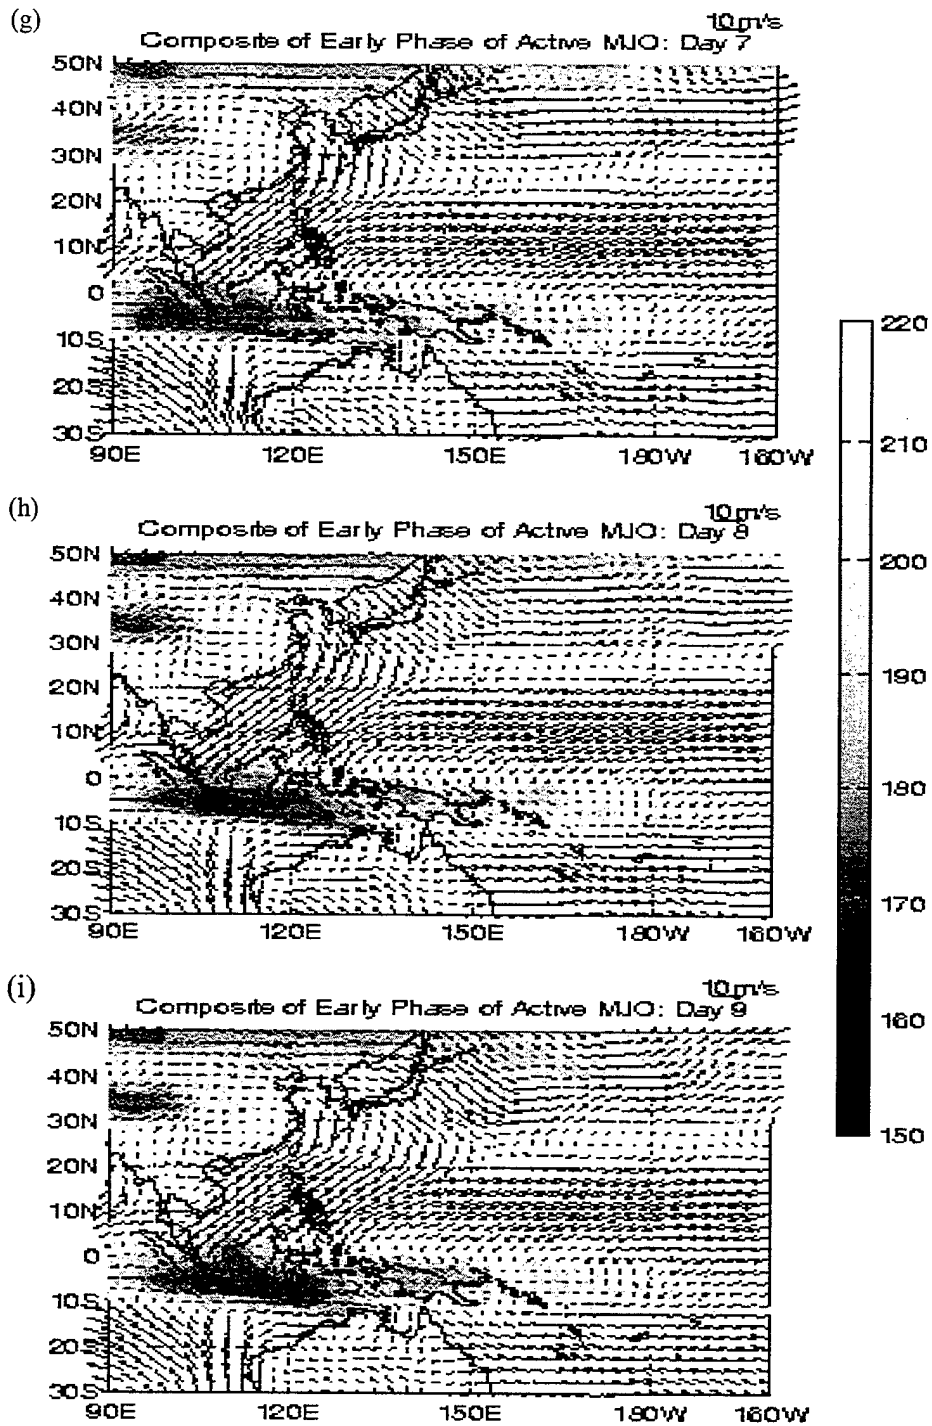 (g)
10 m/s
Composite of Early Phase of Active MJO: Day 7
50N
40N
30N
20N
10N
0
10S
20S
30S
90E 120E 150E 180W 160W
(h)
10 m/s
Composite of Early Phase of Active MJO: Day 8
50N
40N
30N
20N
10N
0
10S
20S
30S
90E 120E 150E 180W 160W
(i)
10 m/s
Composite of Early Phase of Active MJO: Day 9
50N
40N
30N
20N
10N
0
10S
20S
30S
90E 120E 150E 180W 160W
220
210
200
190
180
170
160
150